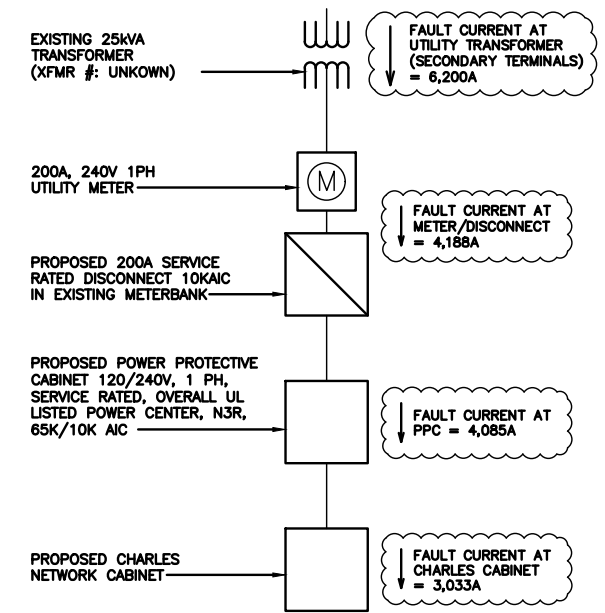 EXISTING 25kVA
TRANSFORMER
(XFMR #: UNKOWN)
FAULT CURRENT AT
UTILITY TRANSFORMER
(SECONDARY TERMINALS)
= 6,200A
200A, 240V 1PH
UTILITY METER
M
FAULT CURRENT AT
METER/DISCONNECT
= 4,188A
PROPOSED 200A SERVICE
RATED DISCONNECT 10KAIC
IN EXISTING METERBANK
PROPOSED POWER PROTECTIVE
CABINET 120/240V, 1 PH,
SERVICE RATED, OVERALL UL
LISTED POWER CENTER, N3R,
65K/10K AIC
FAULT CURRENT AT
PPC = 4,085A
PROPOSED CHARLES
NETWORK CABINET
FAULT CURRENT AT
CHARLES CABINET
= 3,033A